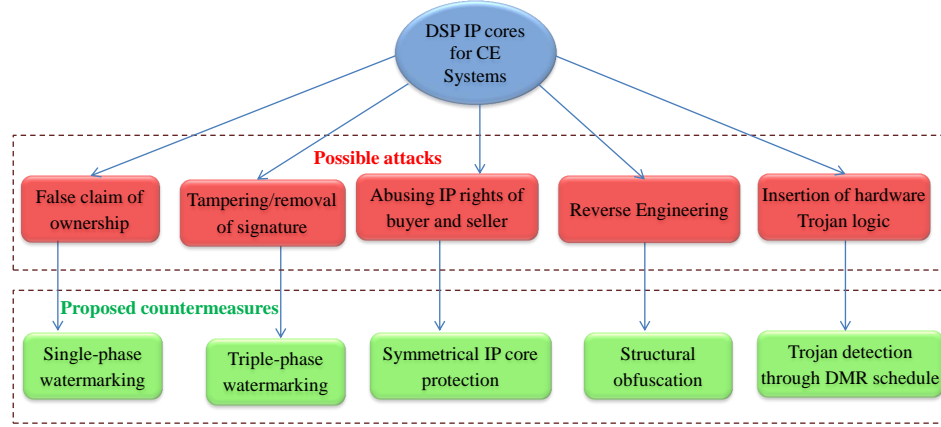 DSP IP cores
for CE
Systems
Possible attacks
False claim of
ownership
Tampering/removal
of signature
Abusing IP rights of
buyer and seller
Reverse Engineering
Insertion of hardware
Trojan logic
Proposed countermeasures
Single-phase
watermarking
Triple-phase
watermarking
Symmetrical IP core
protection
Structural
obfuscation
Trojan detection
through DMR schedule